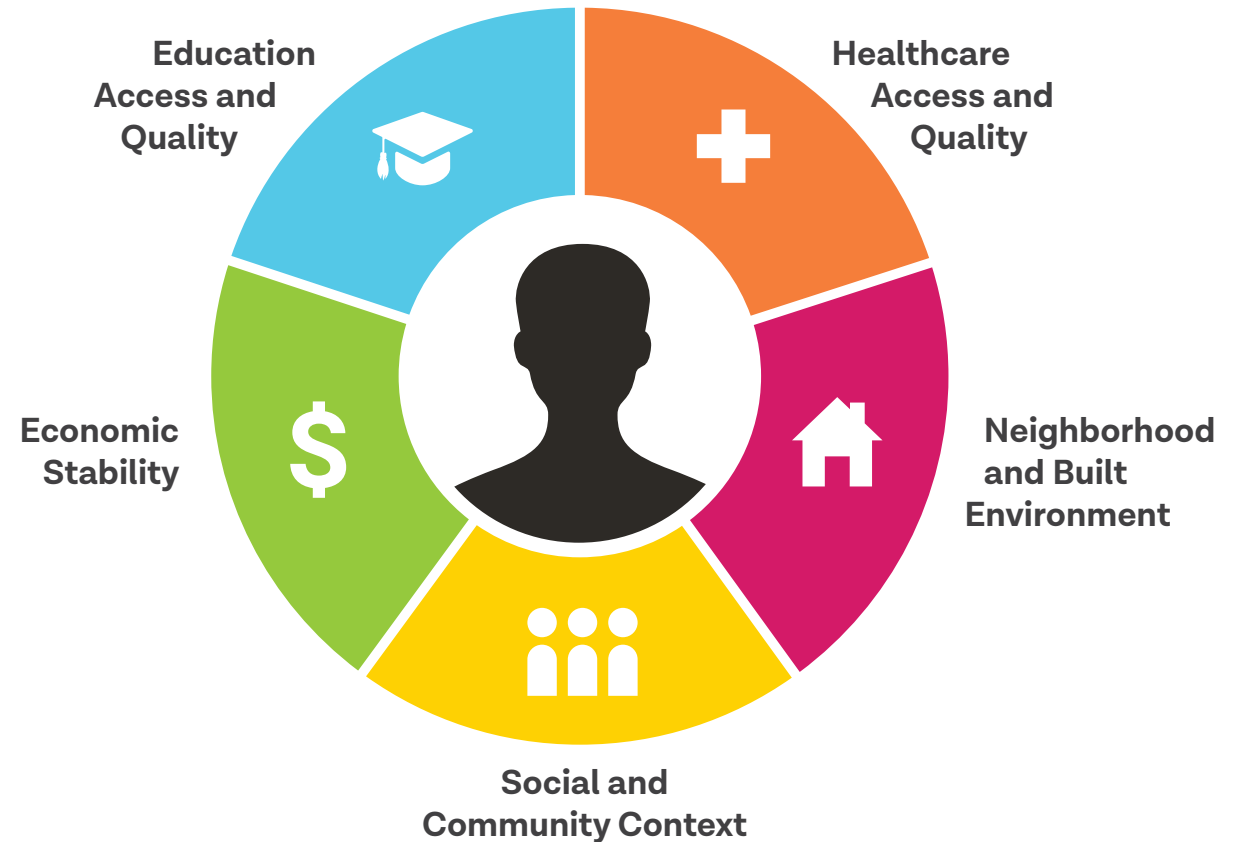 Education
Access and
Quality
Healthcare
Access and
Quality
Economic
Stability
$
Neighborhood
and Built
Environment
Social and
Community Context